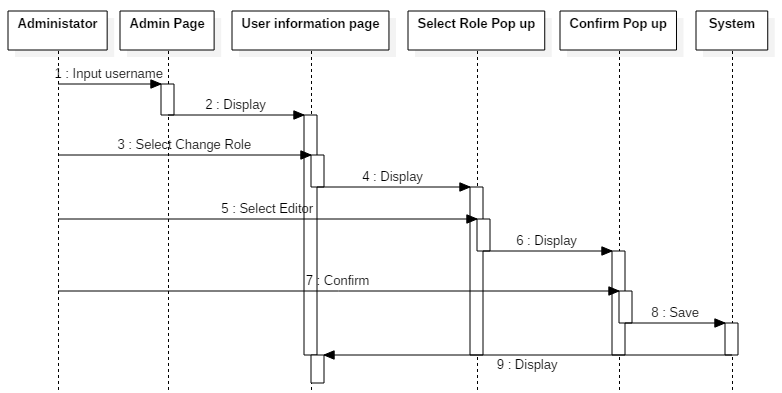 Administator
Admin Page
User information page
Select Role Pop up
Confirm Pop up
System
1 : Input username
2 : Display
3 : Select Change Role
4 : Display
5 : Select Editor
6 : Display
7 : Confirm
8 : Save
9 : Display